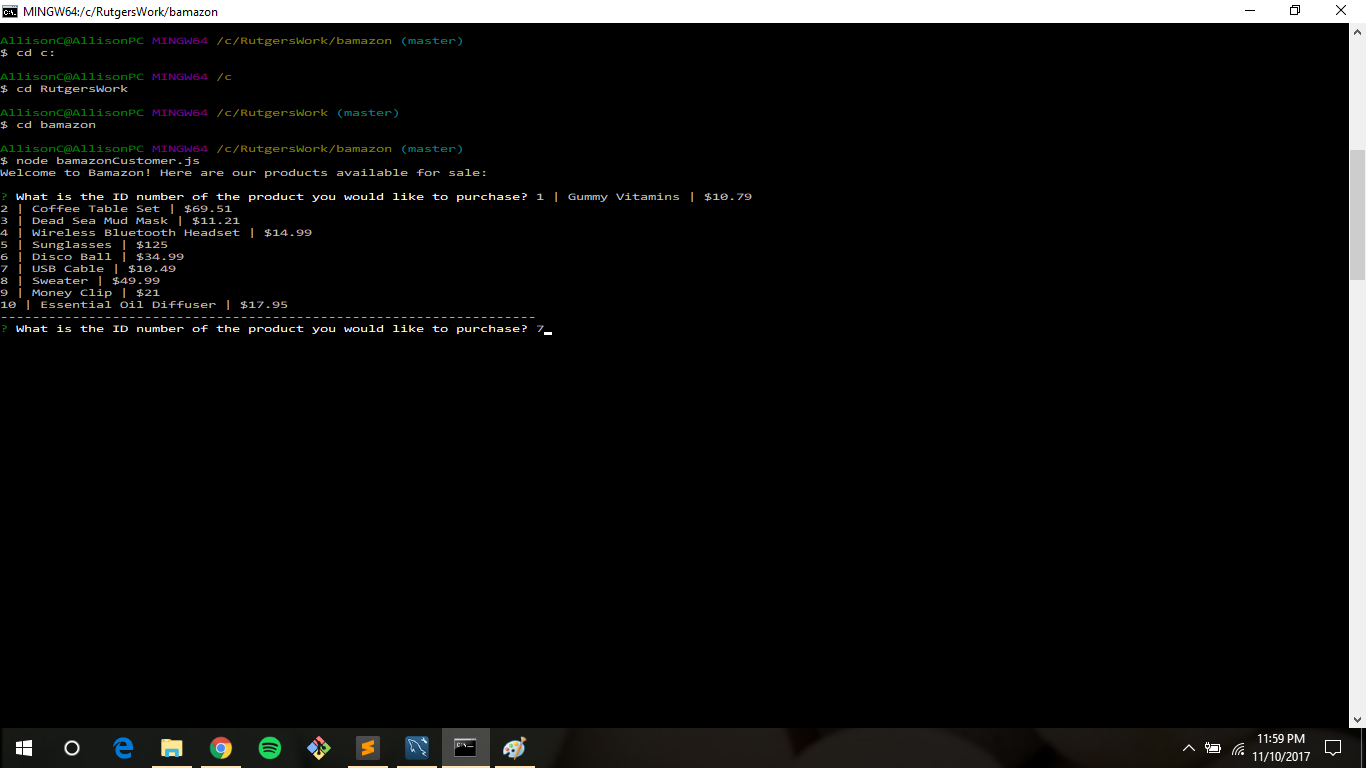 MINGW64:/c/RutgersWork/bamazon
AllisonC@AllisonPC MINGW64 /c/RutgersWork/bamazon (master)
$ cd c:
AllisonC@AllisonPC MINGW64 /c
$ cd RutgersWork
AllisonC@AllisonPC MINGW64 /c/RutgersWork (master)
$ cd bamazon
AllisonC@AllisonPC MINGW64 /c/RutgersWork/bamazon (master)
$ node bamazonCustomer.js
Welcome to Bamazon! Here are our products available for sale:
? What is the ID number of the product you would like to purchase? 1 | Gummy Vitamins | $10.79
2 | Coffee Table Set | $69.51
3 | Dead Sea Mud Mask | $11.21
4 | Wireless Bluetooth Headset | $14.99
5 | Sunglasses | $125
6 | Disco Ball | $34.99
7 | USB Cable | $10.49
8 | Sweater | $49.99
9 | Money Clip | $21
10 | Essential Oil Diffuser | $17.95
-------------------------------------------------------------------
? What is the ID number of the product you would like to purchase? 7
11:59 PM
11/10/2017